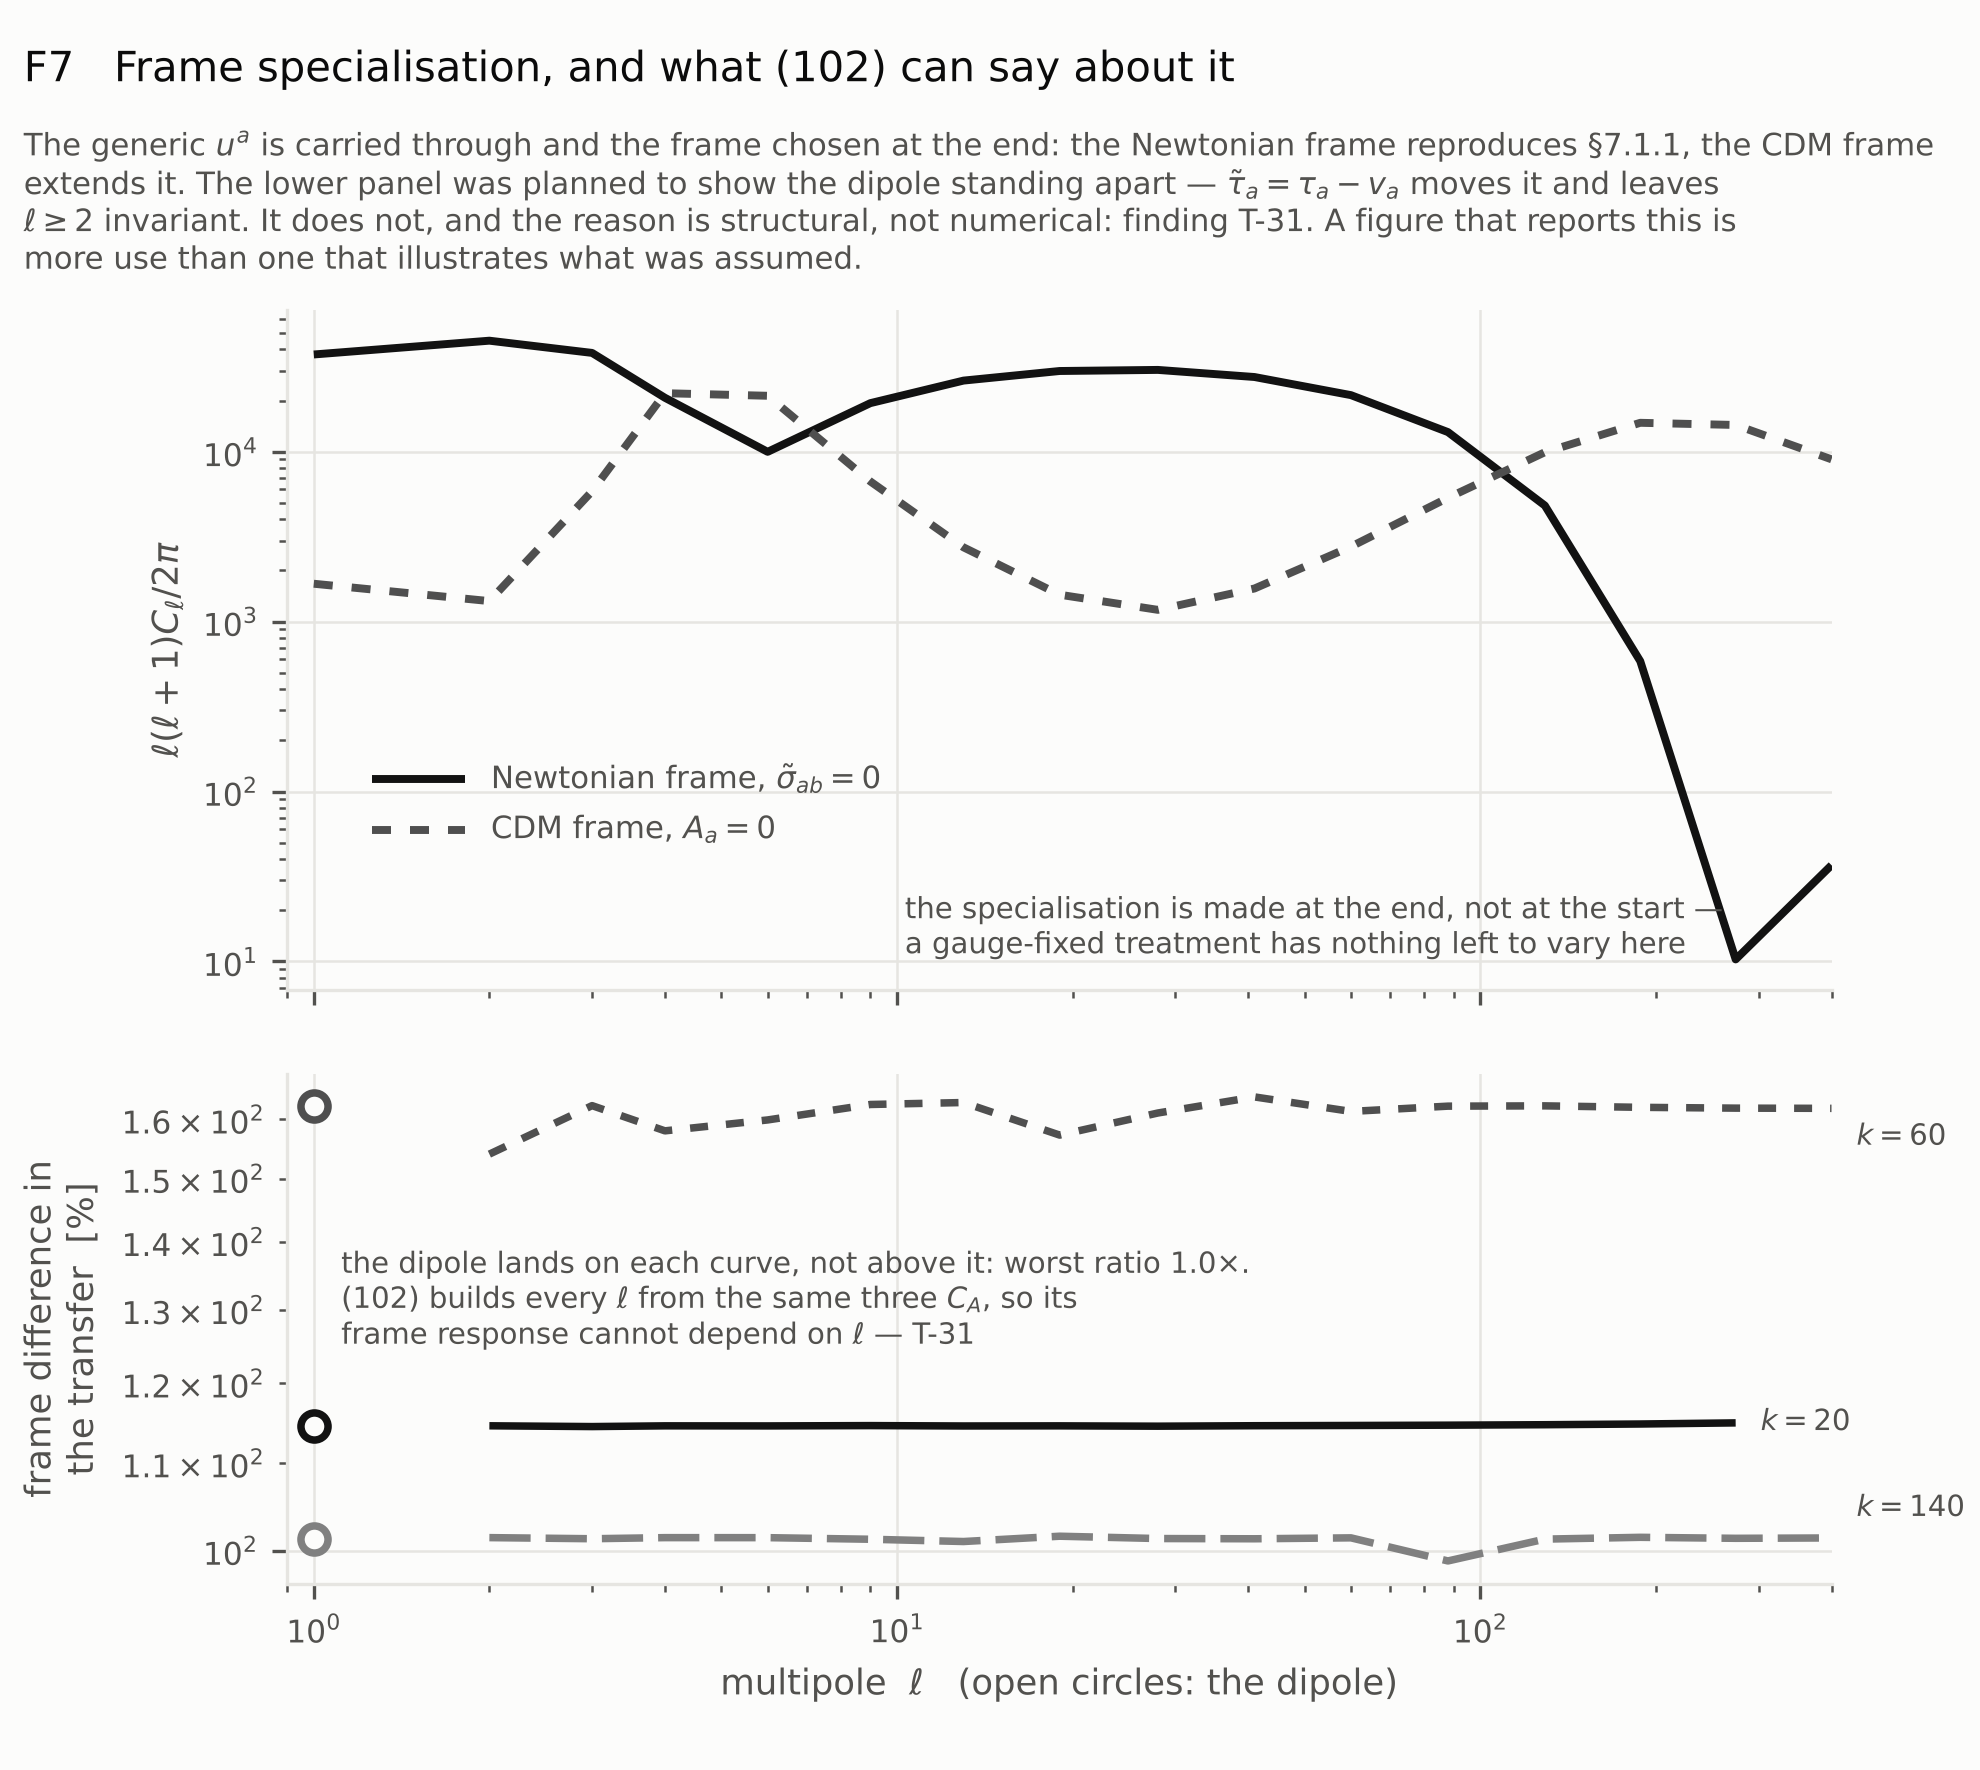 F7 Frame specialisation, and what (102) can say about it
The generic uᵃ is carried through and the frame chosen at the end: the Newtonian frame reproduces §7.1.1, the CDM frame
extends it. The lower panel was planned to show the dipole standing apart — τ̃ₐ = τₐ − vₐ moves it and leaves
ℓ ≥ 2 invariant. It does not, and the reason is structural, not numerical: finding T-31. A figure that reports this is
more use than one that illustrates what was assumed.
ℓ(ℓ + 1)C_ℓ/2π
10⁴
10³
10²
10¹
Newtonian frame, σ̃_ab = 0
CDM frame, Aₐ = 0
the specialisation is made at the end, not at the start —
a gauge-fixed treatment has nothing left to vary here
frame difference in
the transfer [%]
1.6 × 10²
1.5 × 10²
1.4 × 10²
1.3 × 10²
1.2 × 10²
1.1 × 10²
10²
k = 60
the dipole lands on each curve, not above it: worst ratio 1.0×.
(102) builds every ℓ from the same three C_A, so its
frame response cannot depend on ℓ — T-31
k = 20
k = 140
10⁰ 10¹ 10²
multipole ℓ (open circles: the dipole)